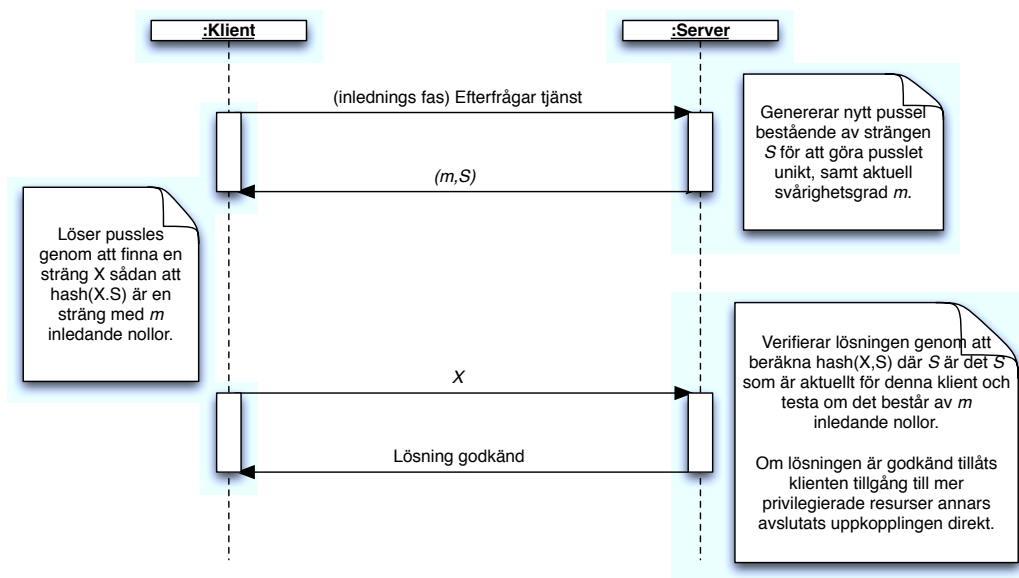 :Klient
:Server
(inlednings fas) Efterfrågar tjänst
Genererar nytt pussel
bestående av strängen
S för att göra pusslet
unikt, samt aktuell
svårighetsgrad m.
(m,S)
Löser pussles
genom att finna en
sträng X sådan att
hash(X.S) är en
sträng med m
inledande nollor.
Verifierar lösningen genom att
beräkna hash(X,S) där S är det S
som är aktuellt för denna klient och
testa om det består av m
inledande nollor.
Om lösningen är godkänd tillåts
klienten tillgång till mer
privilegierade resurser annars
avslutats uppkopplingen direkt.
X
Lösning godkänd